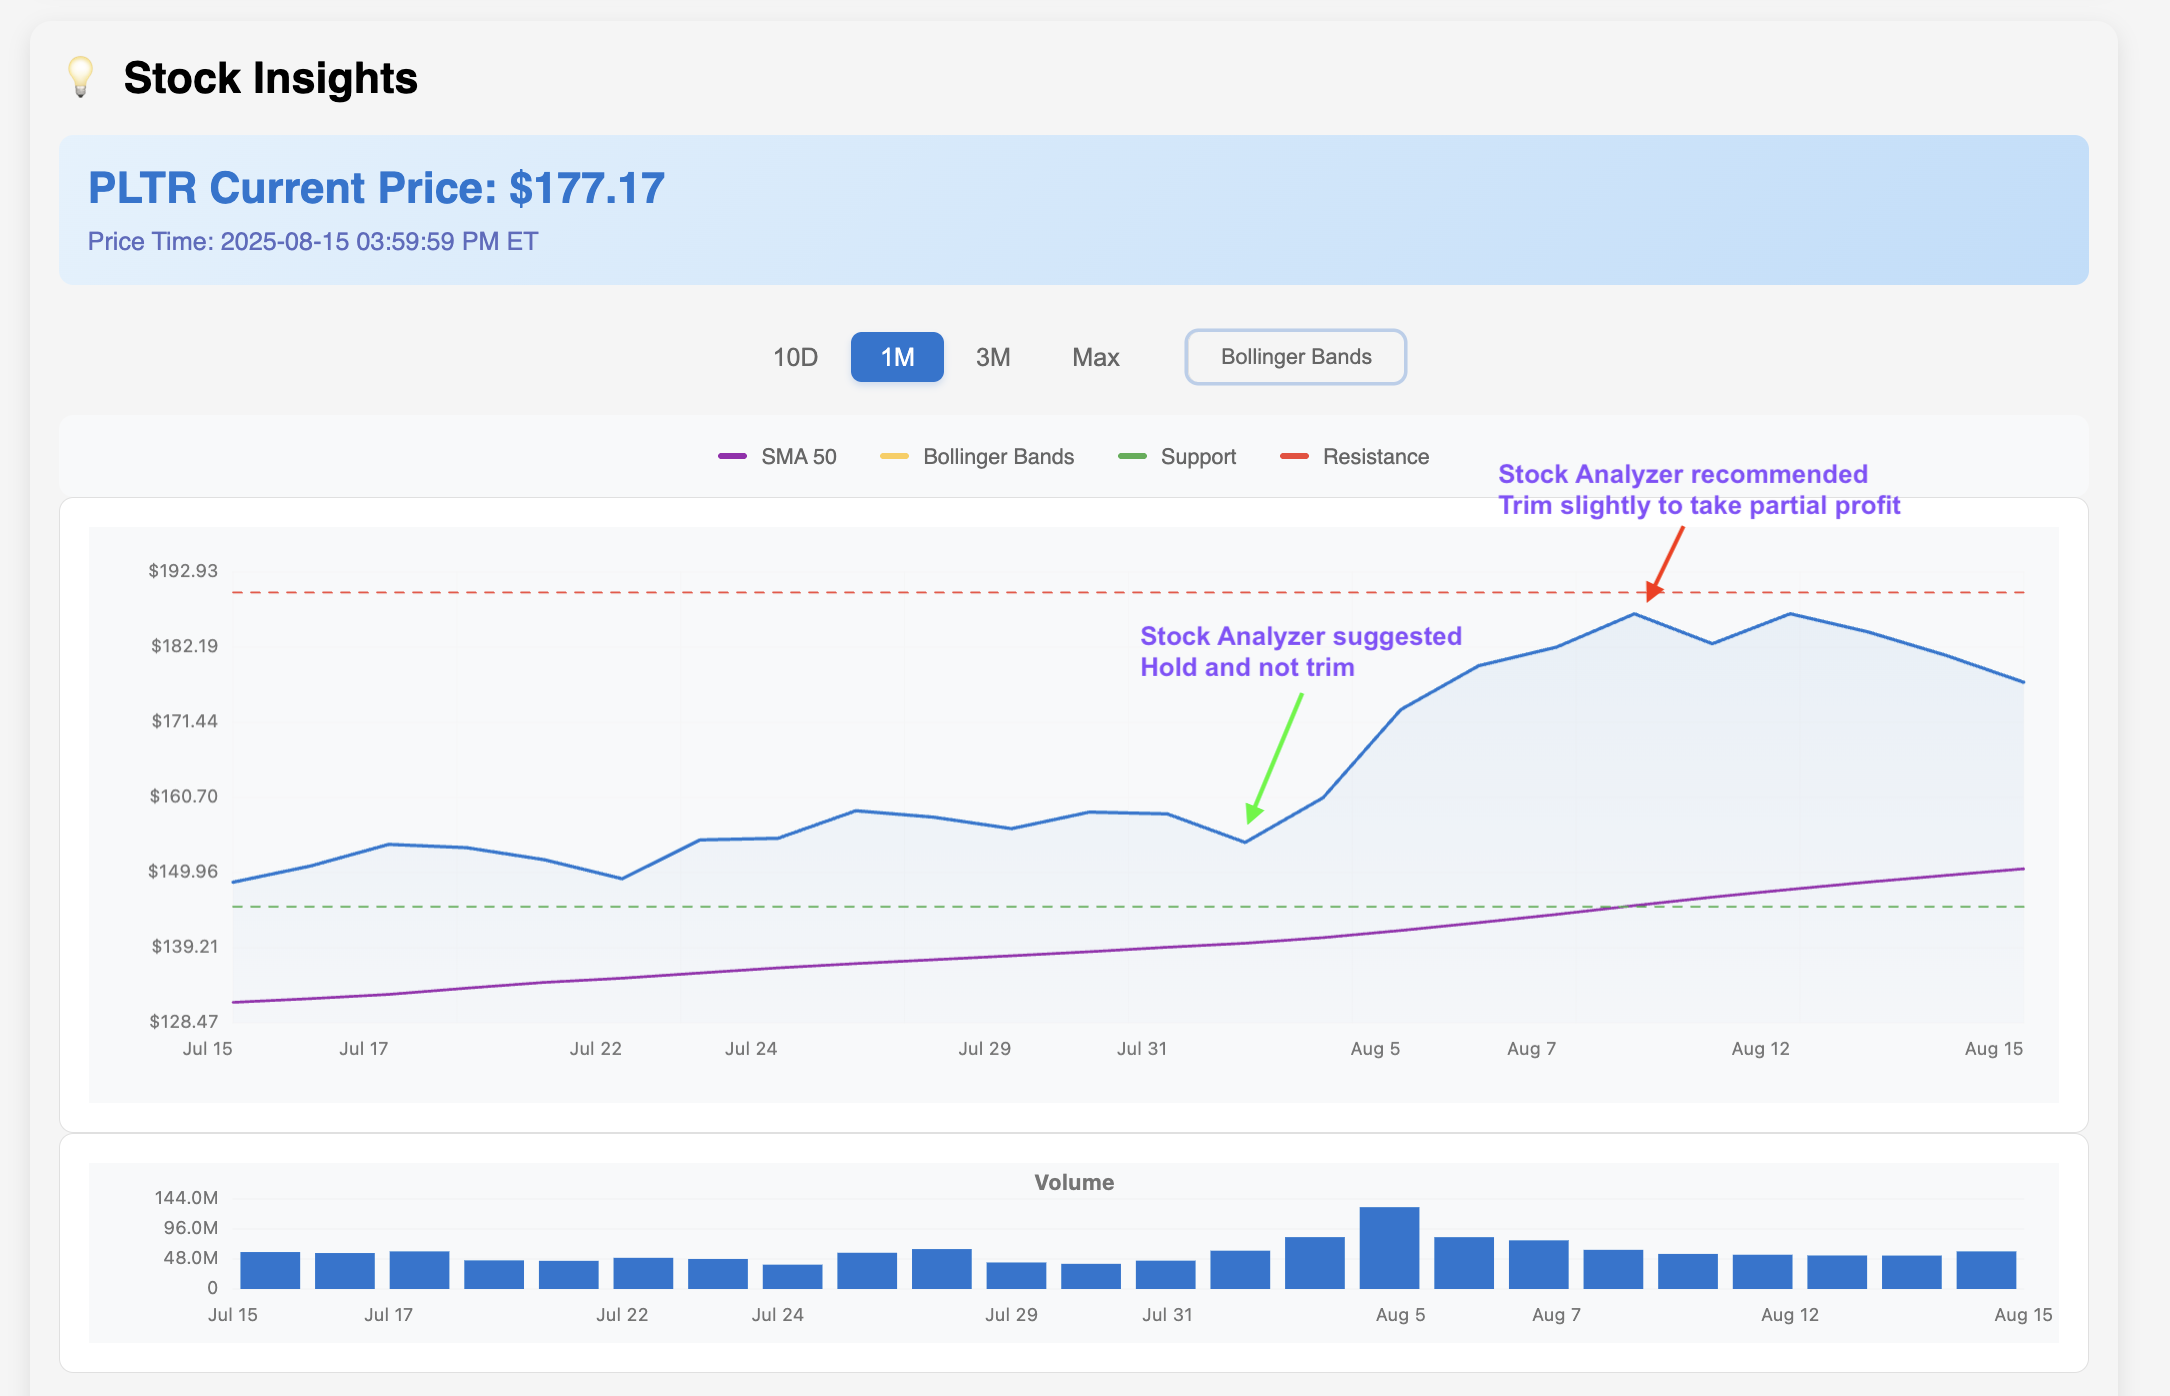 Stock Insights
PLTR Current Price: $177.17
Price Time: 2025-08-15 03:59:59 PM ET
10D 1M 3M Max Bollinger Bands
SMA 50 Bollinger Bands Support Resistance
Stock Analyzer recommended
Trim slightly to take partial profit
Stock Analyzer suggested
Hold and not trim
$192.93
$182.19
$171.44
$160.70
$149.96
$139.21
$128.47
Jul 15 Jul 17 Jul 22 Jul 24 Jul 29 Jul 31 Aug 5 Aug 7 Aug 12 Aug 15
Volume
144.0M
96.0M
48.0M
0
Jul 15 Jul 17 Jul 22 Jul 24 Jul 29 Jul 31 Aug 5 Aug 7 Aug 12 Aug 15